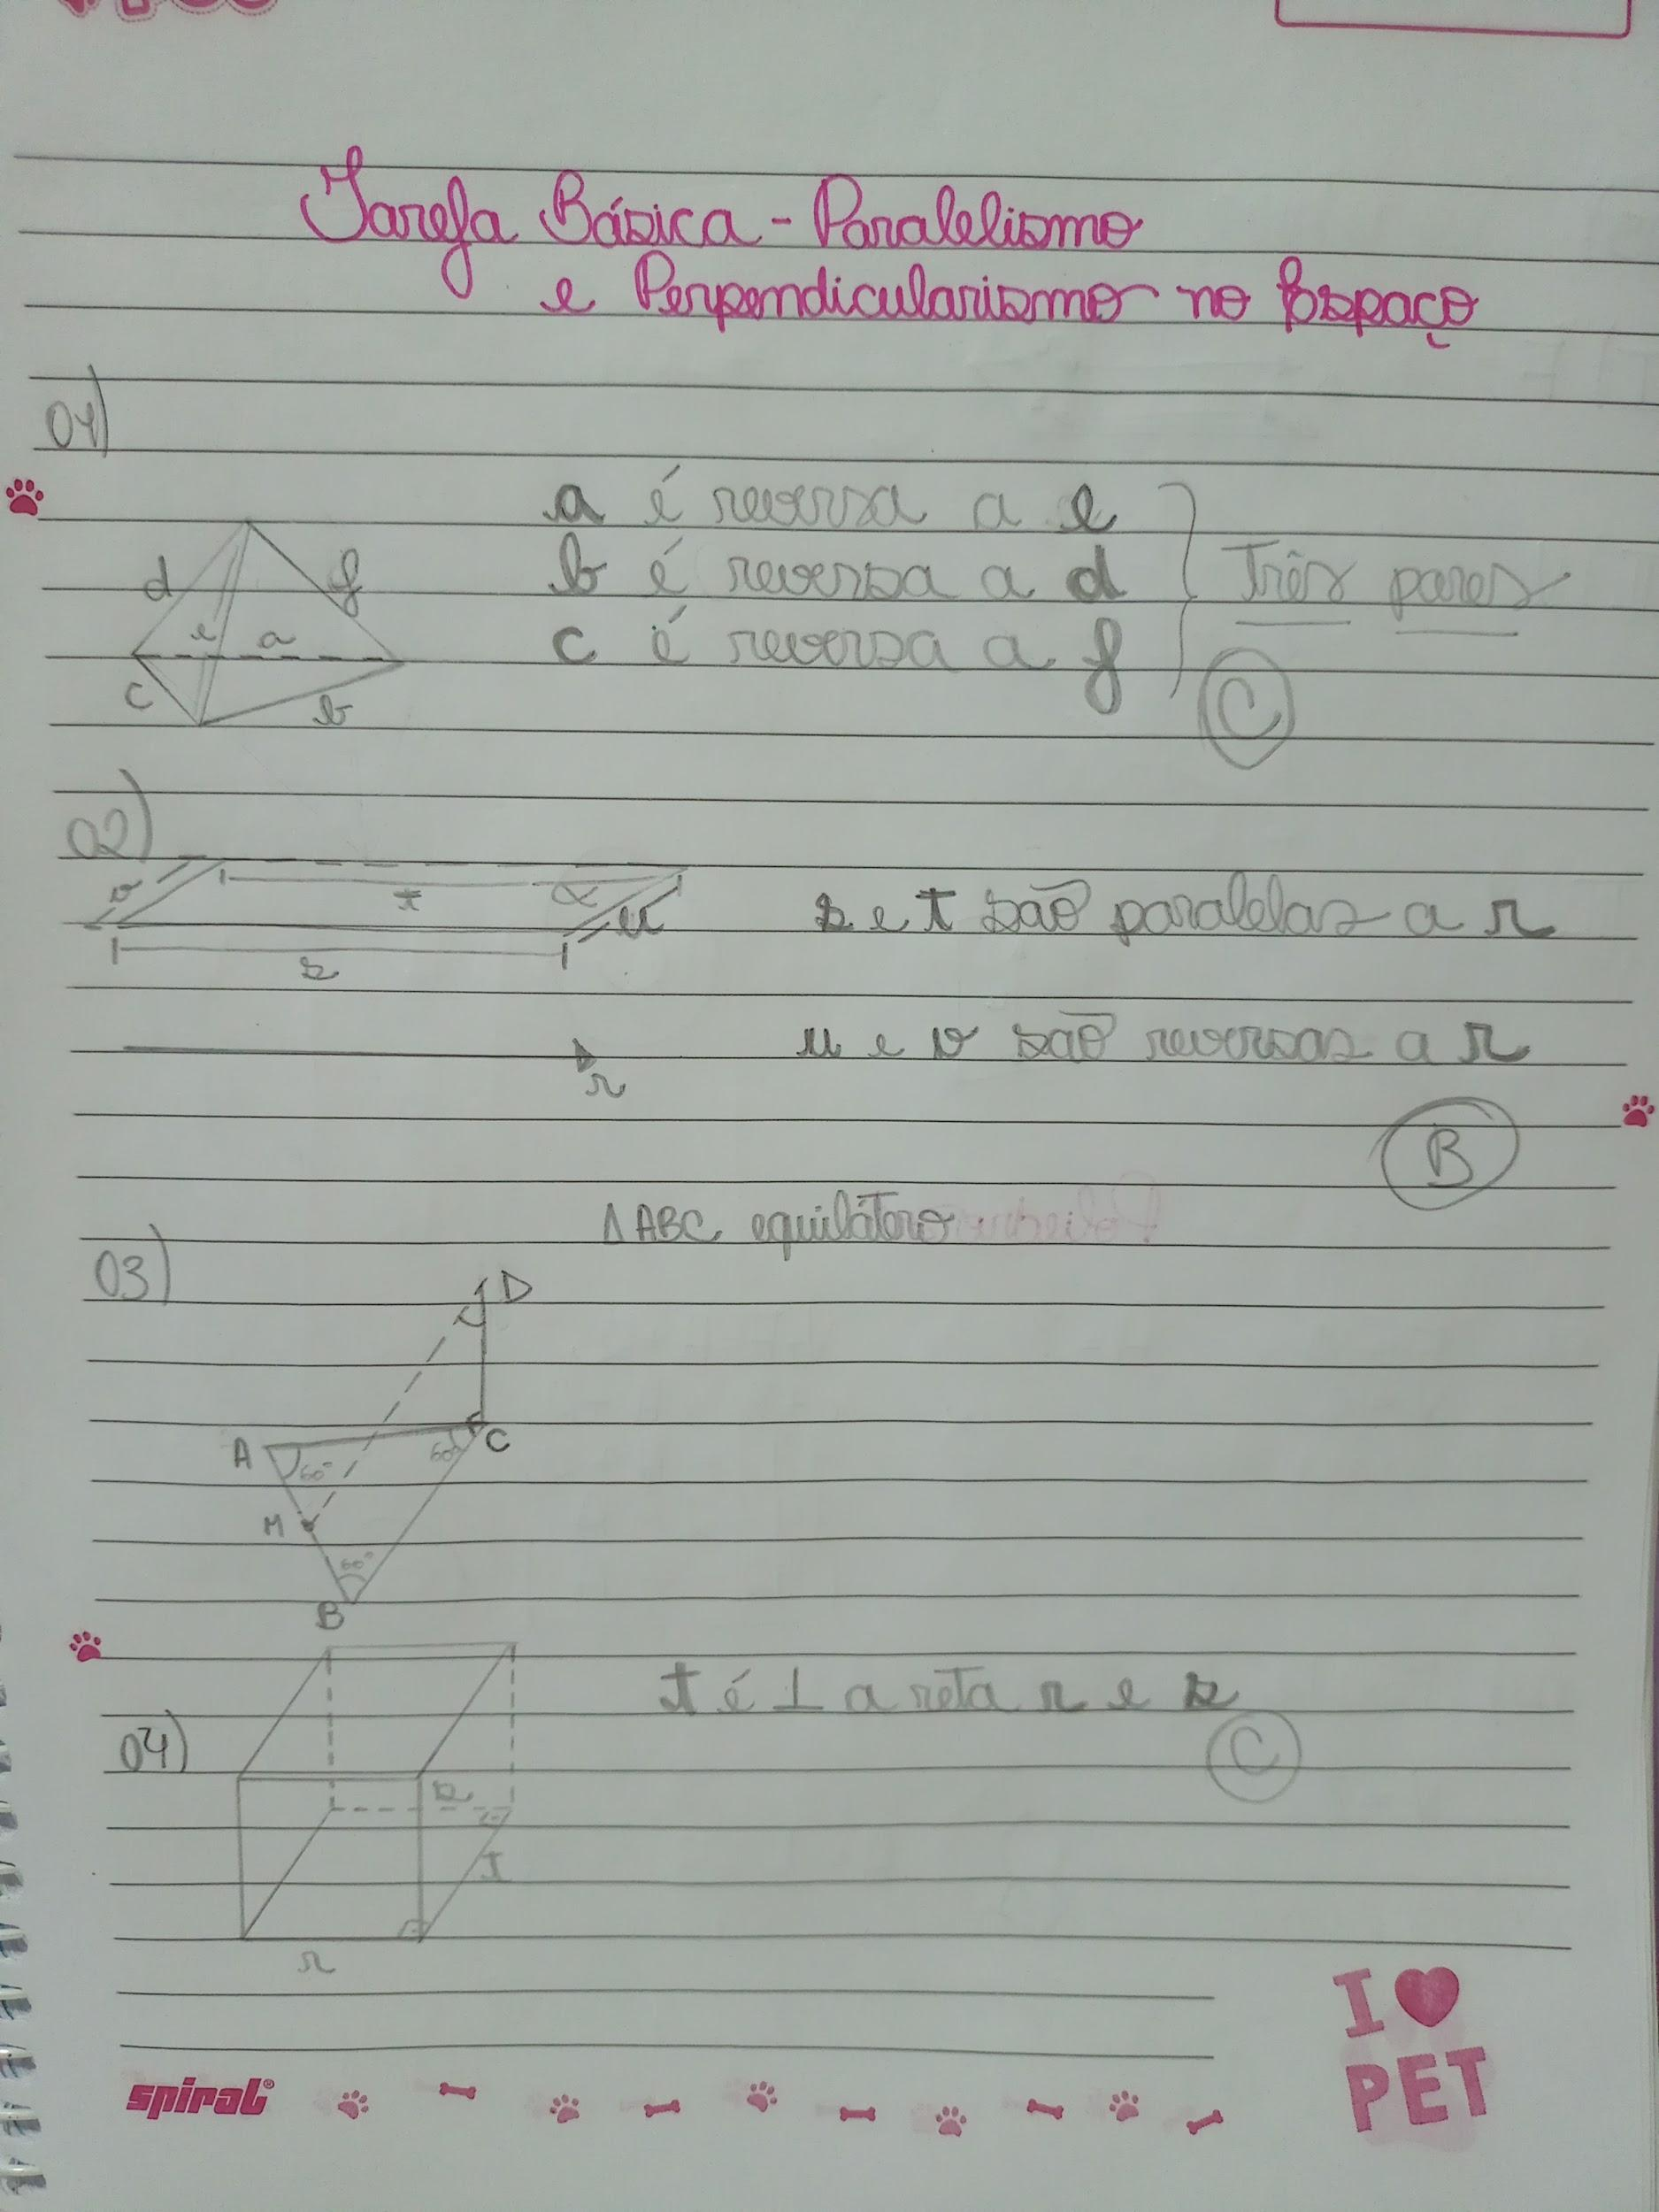 Tarefa Básica - Paralelismo
e Perpendicularismo no Espaço
01)
a é reversa a e
b é reversa a d
c é reversa a f
Três pares
C
d
f
e
a
c
b
02)
v
t
α
u
s
s e t são paralelas a r
u e v são reversas a r
r
B
∆ABC equilátero
03)
D
A
60°
60°
C
M
60°
B
t é ⊥ a reta r e s
04)
C
s
t
r
I ♥
PET
spiral®